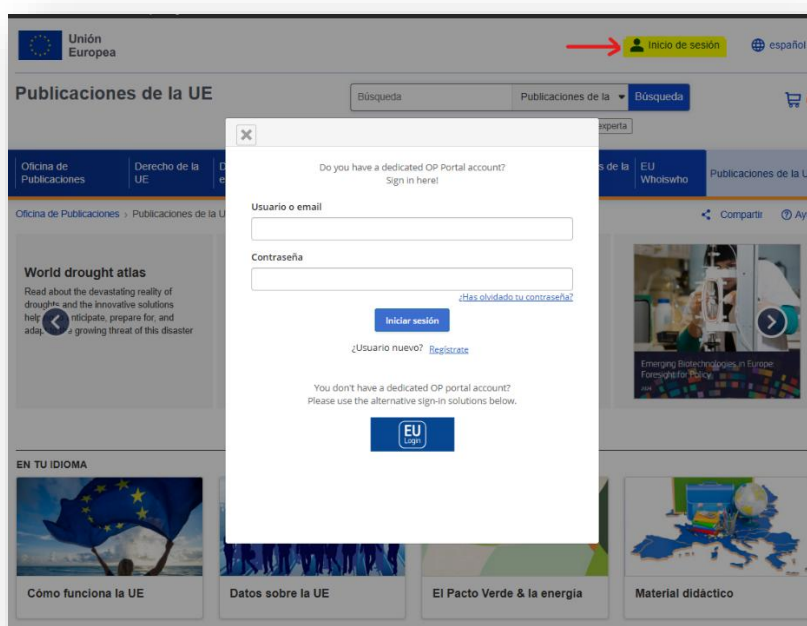 Unión
Europea
Inicio de sesión
español
Publicaciones de la UE
Búsqueda
Publicaciones de la
Búsqueda
experta
Oficina de
Publicaciones
Derecho de la
UE
s de la
EU
Whoiswho
Publicaciones de la U
Oficina de Publicaciones › Publicaciones de la U
Compartir
Ay
Do you have a dedicated OP Portal account?
Sign in here!
Usuario o email
Contraseña
¿Has olvidado tu contraseña?
Iniciar sesión
¿Usuario nuevo? Regístrate
You don't have a dedicated OP portal account?
Please use the alternative sign-in solutions below.
EU
Login
World drought atlas
Read about the devastating reality of
droughts and the innovative solutions
help nticipate, prepare for, and
adap growing threat of this disaster
Emerging Biotechnologies in Europe:
Foresight for Policy
EN TU IDIOMA
Cómo funciona la UE
Datos sobre la UE
El Pacto Verde & la energía
Material didáctico